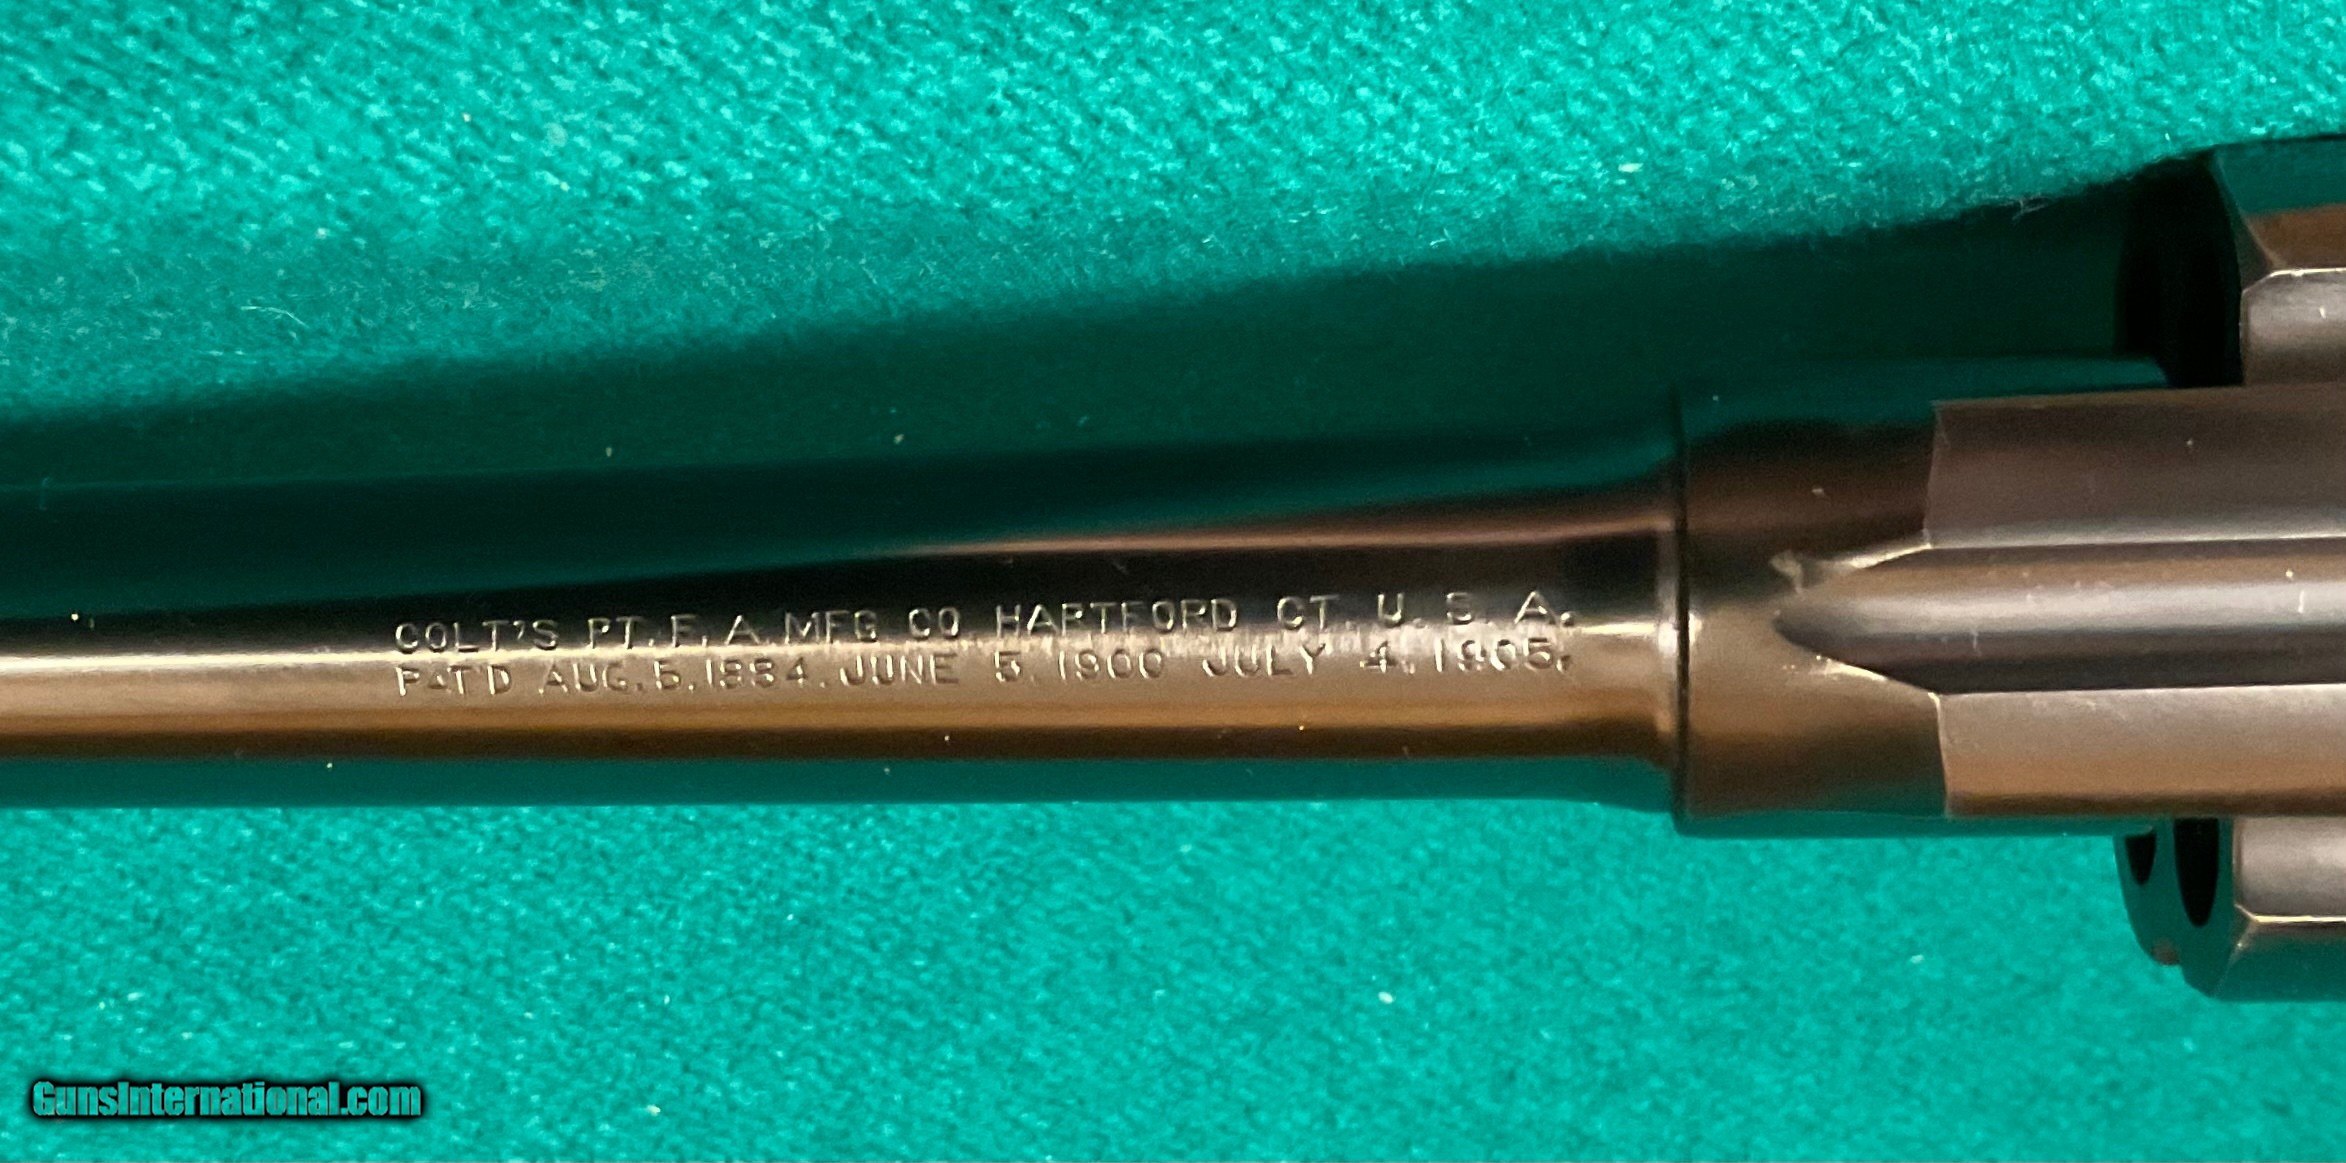 COLT'S PT. F. A. MFG. CO. HARTFORD CT. U. S. A.
PAT'D AUG. 5, 1884. JUNE 5, 1900 JULY 4, 1905.
GunsInternational.com